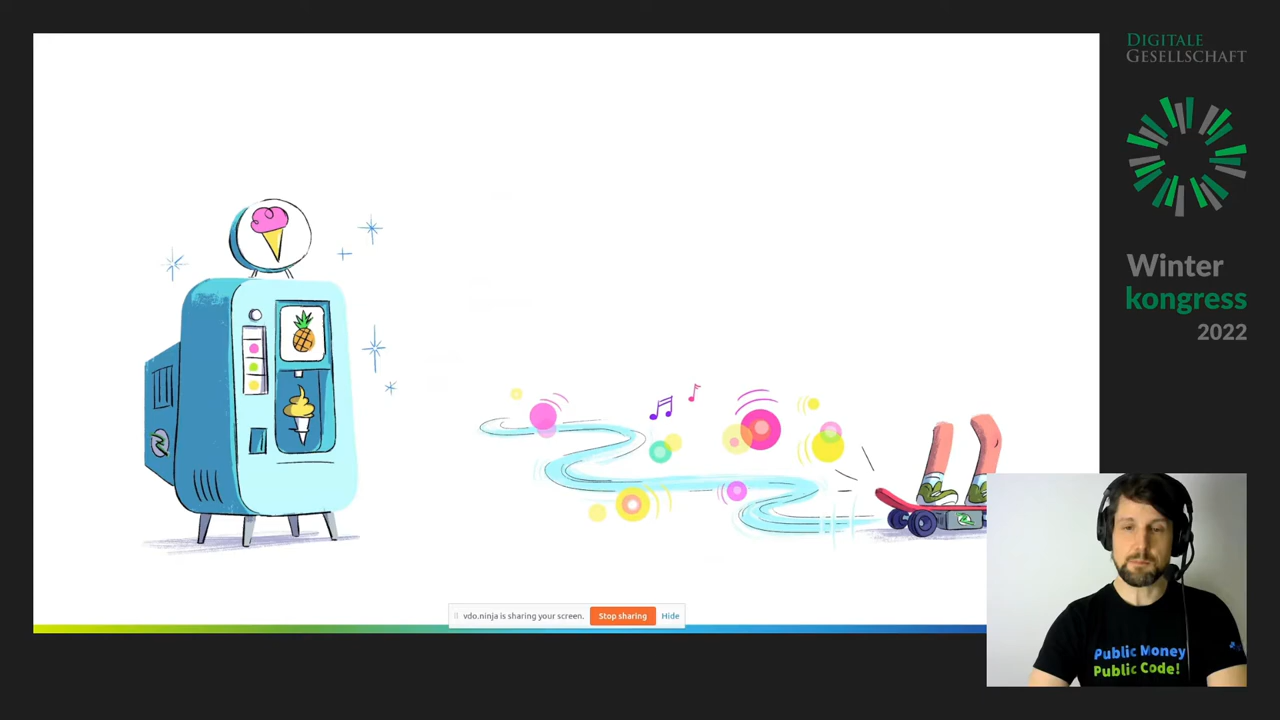 DIGITALE
GESELLSCHAFT
Winter
kongress
2022
vdo.ninja is sharing your screen.
Stop sharing
Hide
Public Money
Public Code!